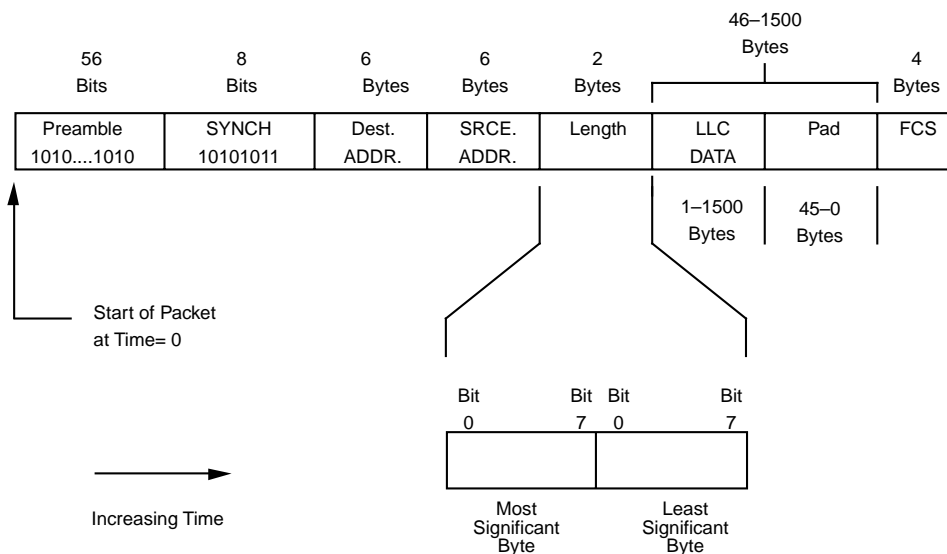 46–1500
Bytes
56
Bits
8
Bits
6
Bytes
6
Bytes
2
Bytes
4
Bytes
Preamble
1010....1010
SYNCH
10101011
Dest.
ADDR.
SRCE.
ADDR.
Length
LLC
DATA
Pad
FCS
1–1500
Bytes
45–0
Bytes
Start of Packet
at Time= 0
Bit
0
Bit
7
Bit
0
Bit
7
Increasing Time
Most
Significant
Byte
Least
Significant
Byte